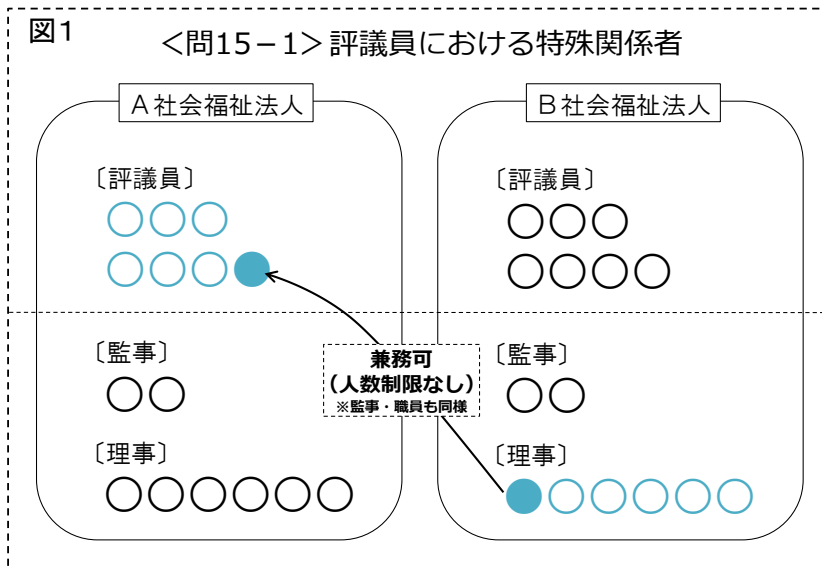 図1
<問15-1>評議員における特殊関係者
A社会福祉法人
B社会福祉法人
〔評議員〕
〔評議員〕
〔監事〕
〔監事〕
兼務可
(人数制限なし)
※監事・職員も同様
〔理事〕
〔理事〕